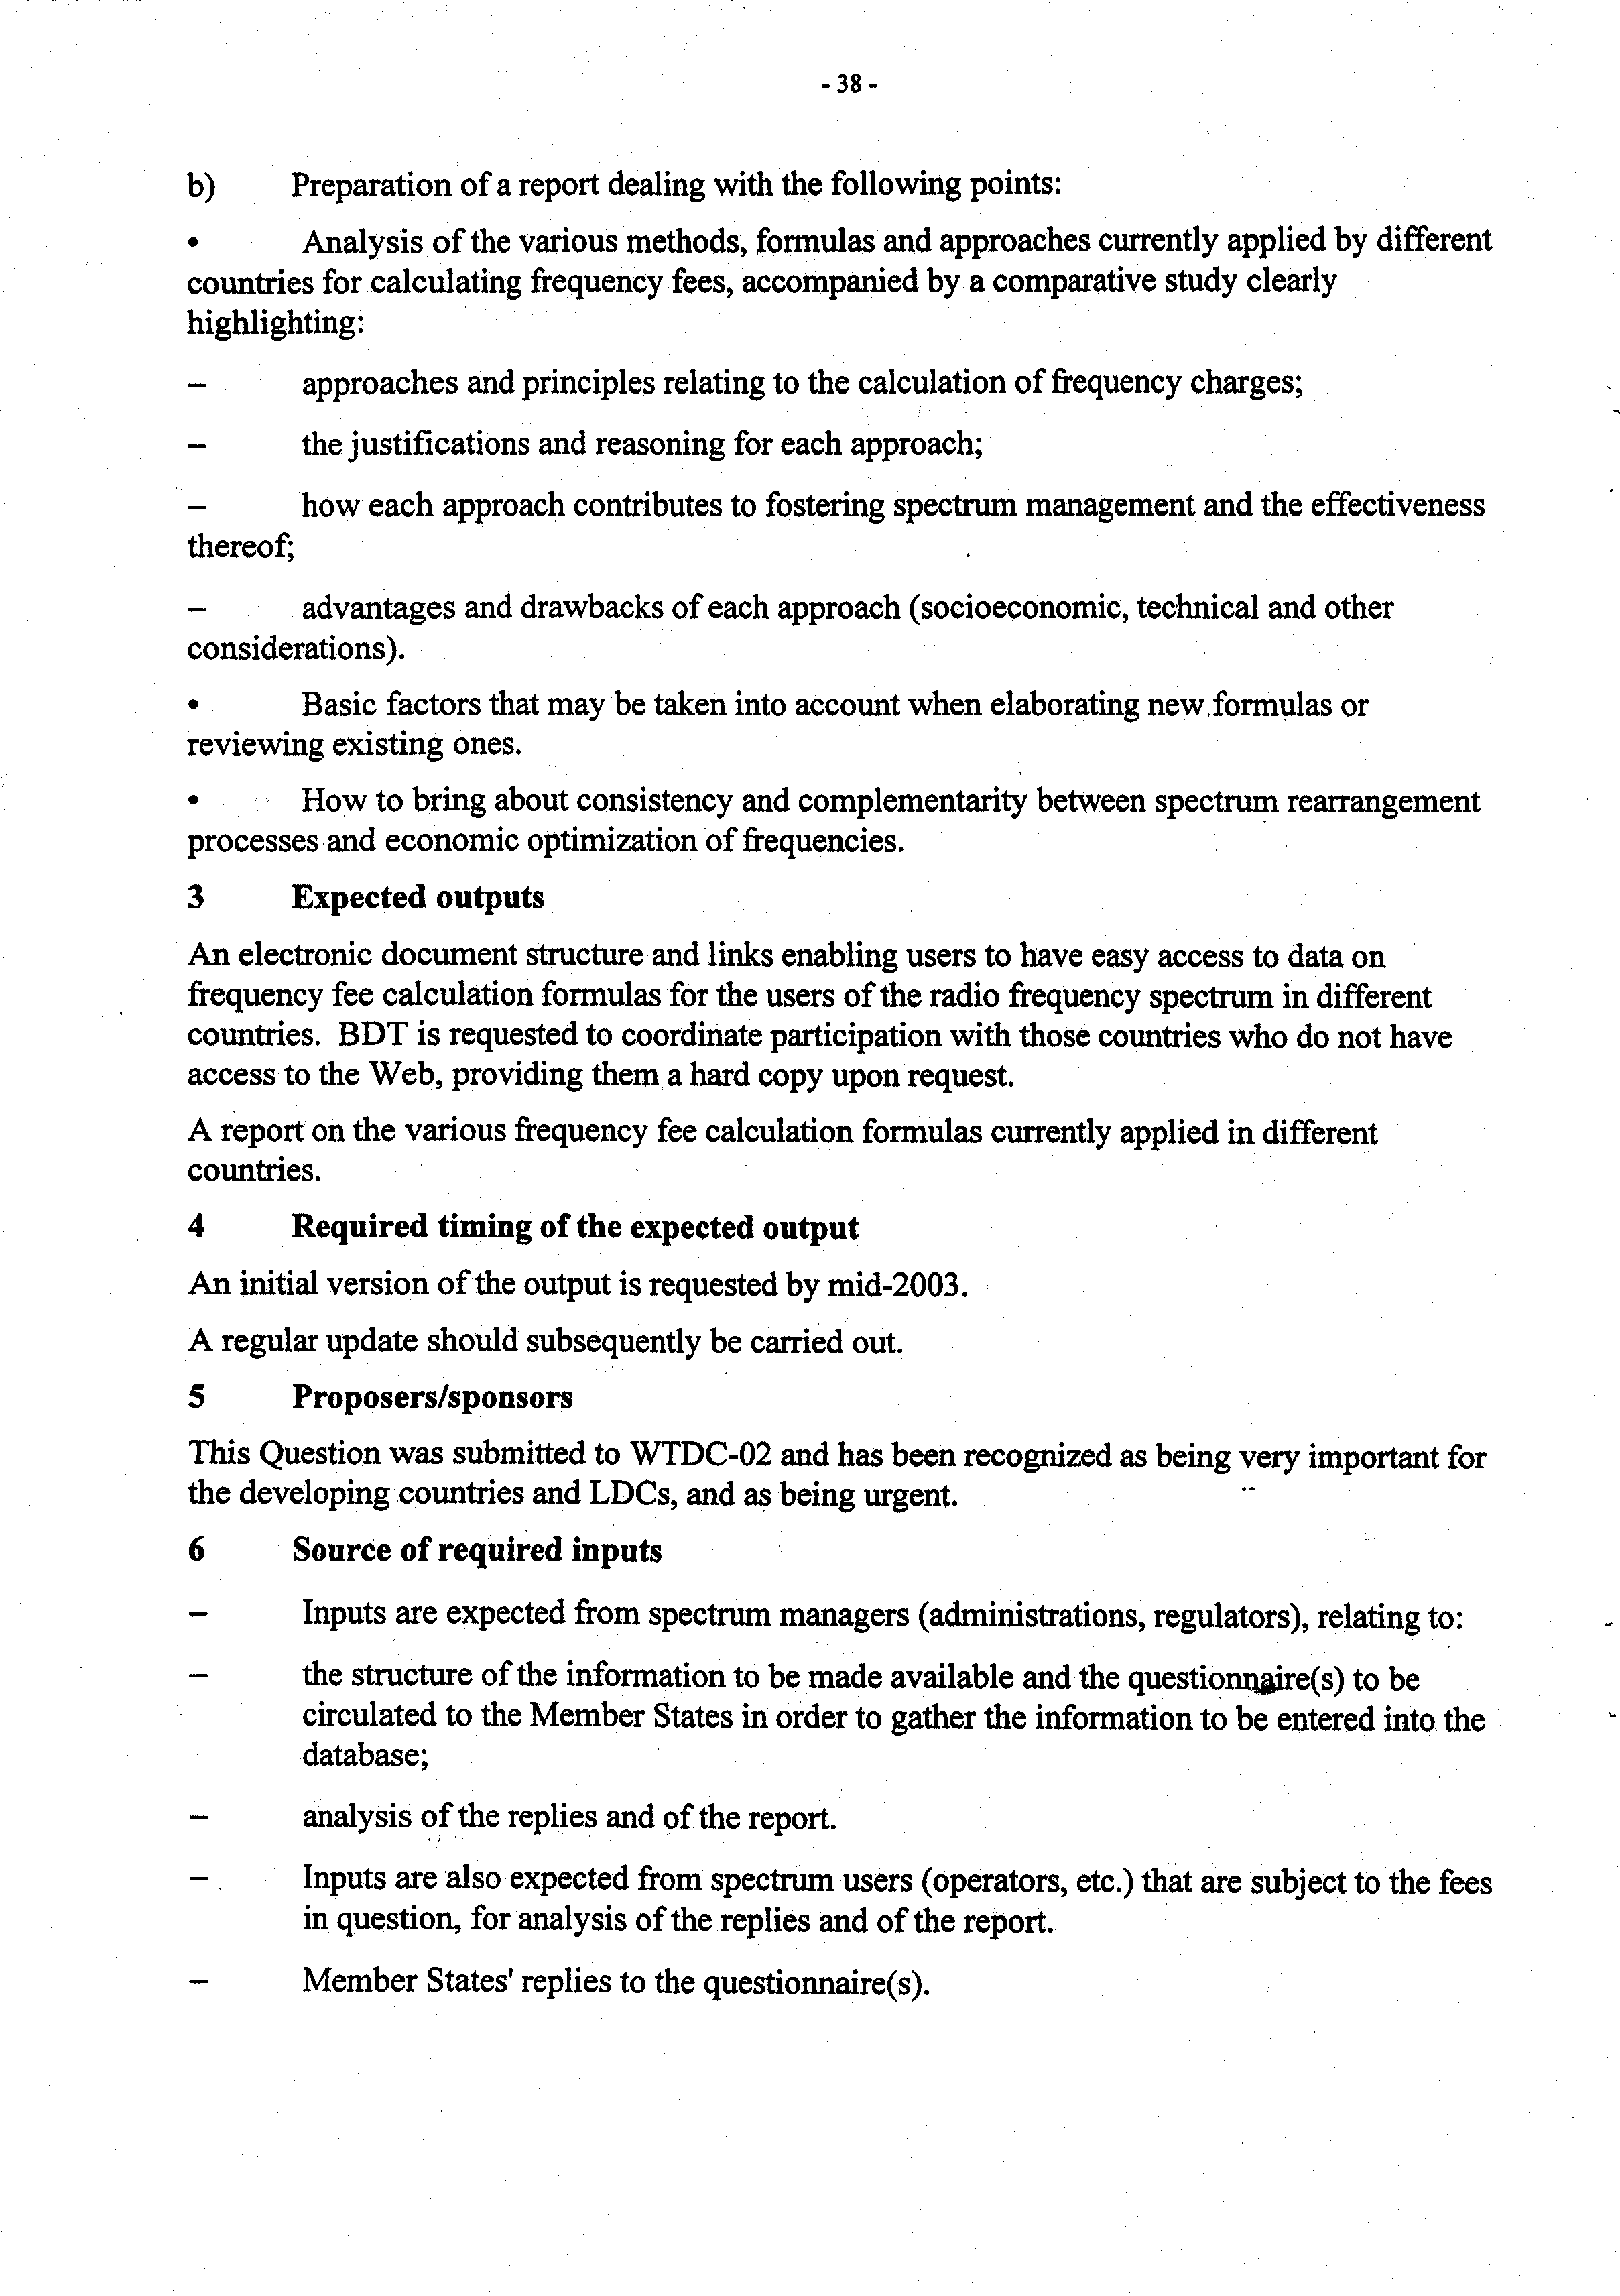 - 38 -
b) Preparation of a report dealing with the following points:
• Analysis of the various methods, formulas and approaches currently applied by different
countries for calculating frequency fees, accompanied by a comparative study clearly
highlighting:
– approaches and principles relating to the calculation of frequency charges;
– the justifications and reasoning for each approach;
– how each approach contributes to fostering spectrum management and the effectiveness
thereof;
– advantages and drawbacks of each approach (socioeconomic, technical and other
considerations).
• Basic factors that may be taken into account when elaborating new formulas or
reviewing existing ones.
• How to bring about consistency and complementarity between spectrum rearrangement
processes and economic optimization of frequencies.
3 Expected outputs
An electronic document structure and links enabling users to have easy access to data on
frequency fee calculation formulas for the users of the radio frequency spectrum in different
countries. BDT is requested to coordinate participation with those countries who do not have
access to the Web, providing them a hard copy upon request.
A report on the various frequency fee calculation formulas currently applied in different
countries.
4 Required timing of the expected output
An initial version of the output is requested by mid-2003.
A regular update should subsequently be carried out.
5 Proposers/sponsors
This Question was submitted to WTDC-02 and has been recognized as being very important for
the developing countries and LDCs, and as being urgent.
6 Source of required inputs
– Inputs are expected from spectrum managers (administrations, regulators), relating to:
– the structure of the information to be made available and the questionnaire(s) to be
circulated to the Member States in order to gather the information to be entered into the
database;
– analysis of the replies and of the report.
– Inputs are also expected from spectrum users (operators, etc.) that are subject to the fees
in question, for analysis of the replies and of the report.
– Member States' replies to the questionnaire(s).